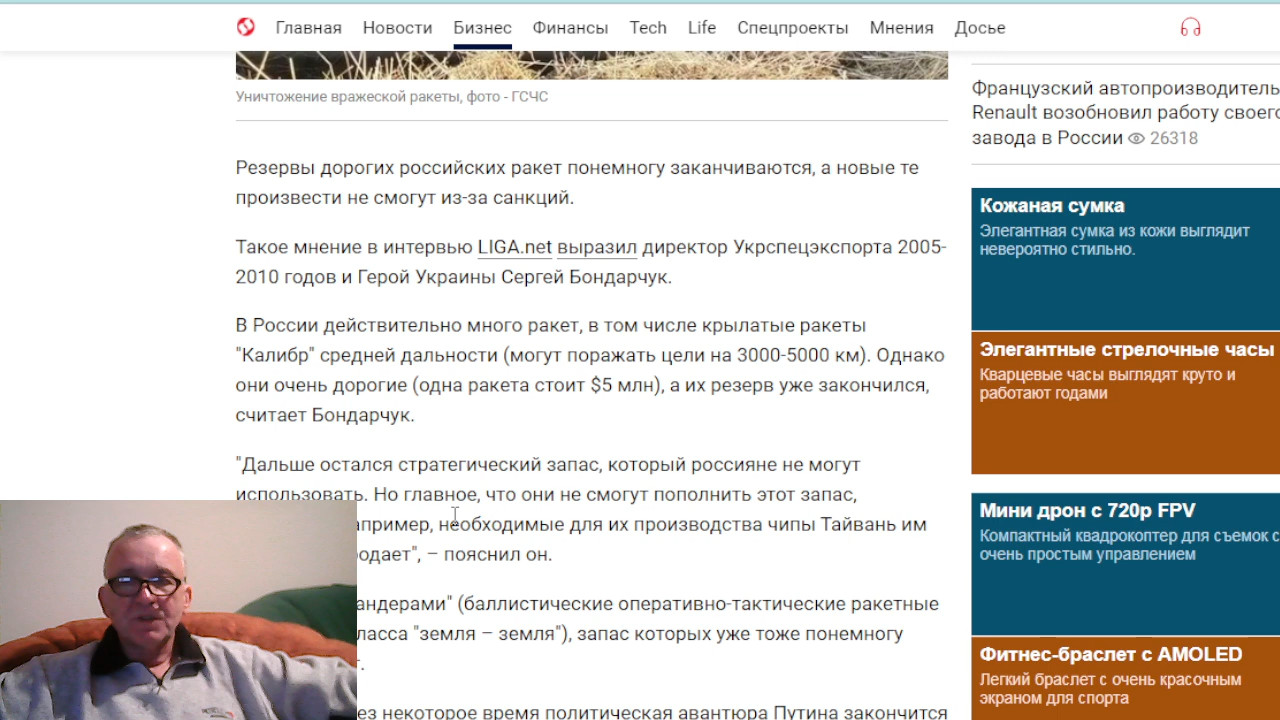 Главная Новости Бизнес Финансы Tech Life Спецпроекты Мнения Досье
Уничтожение вражеской ракеты, фото - ГСЧС
Резервы дорогих российских ракет понемногу заканчиваются, а новые те
произвести не смогут из-за санкций.
Такое мнение в интервью LIGA.net выразил директор Укрспецэкспорта 2005-
2010 годов и Герой Украины Сергей Бондарчук.
В России действительно много ракет, в том числе крылатые ракеты
"Калибр" средней дальности (могут поражать цели на 3000-5000 км). Однако
они очень дорогие (одна ракета стоит $5 млн), а их резерв уже закончился,
считает Бондарчук.
"Дальше остался стратегический запас, который россияне не могут
использовать. Но главное, что они не смогут пополнить этот запас,
апример, необходимые для их производства чипы Тайвань им
одает", – пояснил он.
андерами" (баллистические оперативно-тактические ракетные
ласса "земля – земля"), запас которых уже тоже понемногу
ез некоторое время политическая авантюра Путина закончится
Французский автопроизводитель
Renault возобновил работу своего
завода в России 26318
Кожаная сумка
Элегантная сумка из кожи выглядит
невероятно стильно.
Элегантные стрелочные часы
Кварцевые часы выглядят круто и
работают годами
Мини дрон с 720p FPV
Компактный квадрокоптер для съемок с
очень простым управлением
Фитнес-браслет с AMOLED
Легкий браслет с очень красочным
экраном для спорта